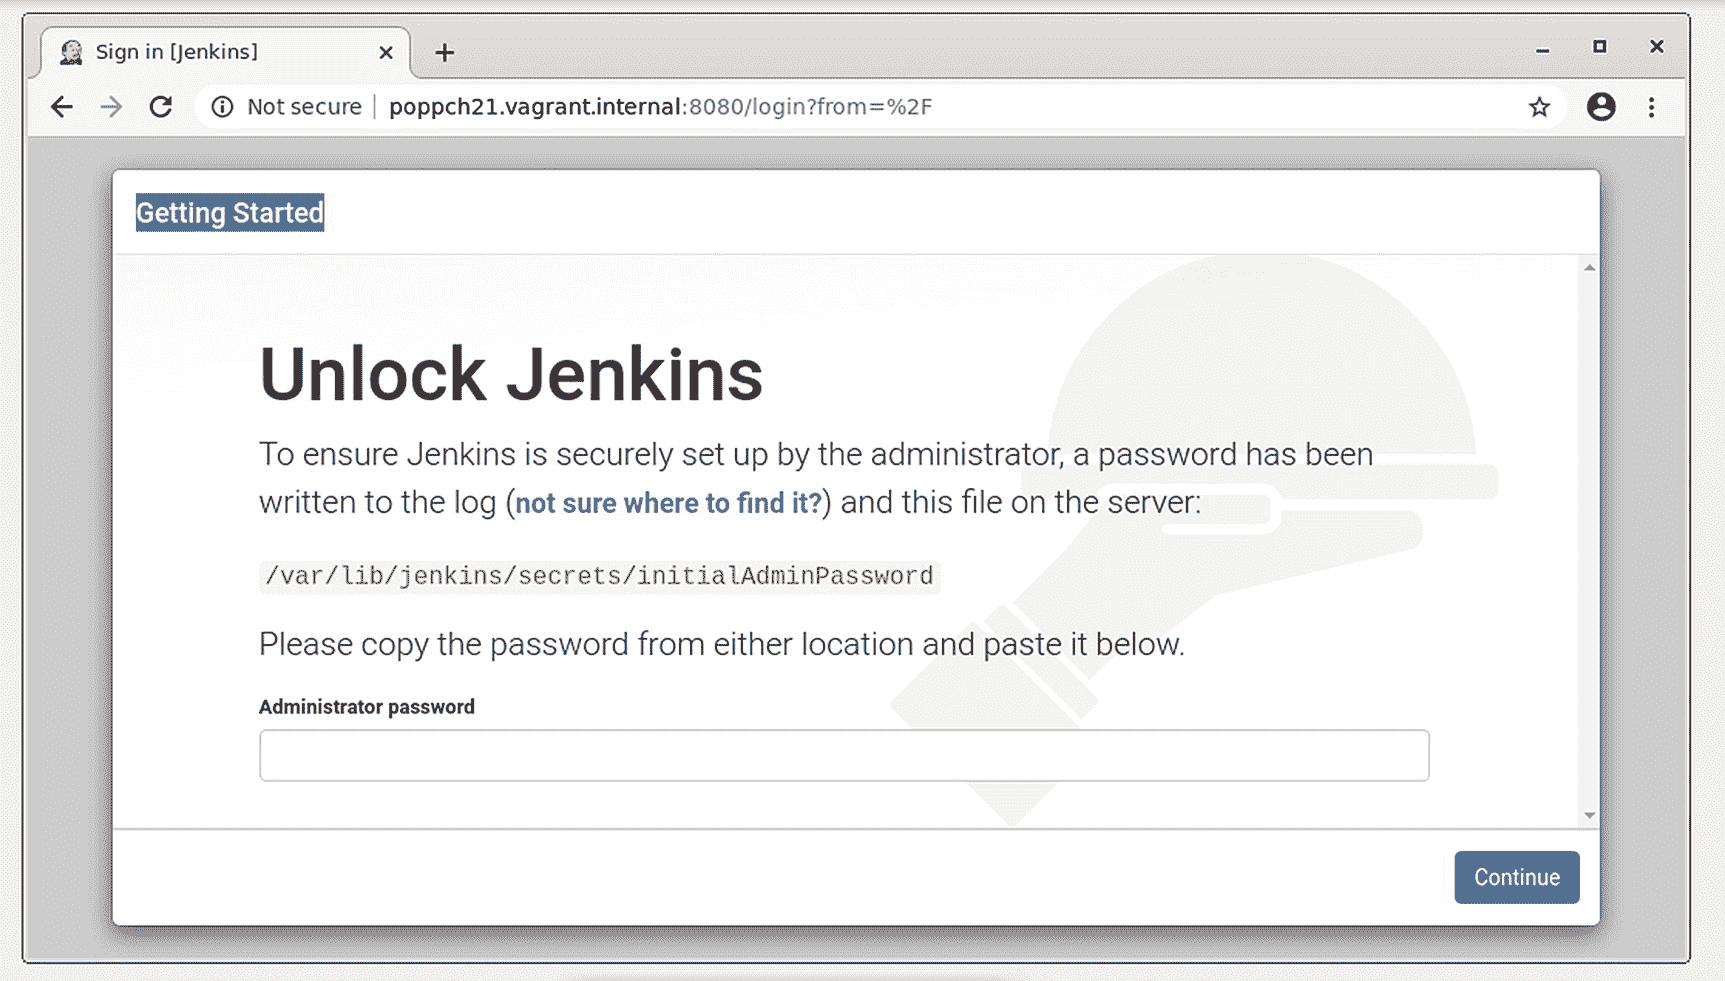 Sign in [Jenkins]
Not secure | poppch21.vagrant.internal:8080/login?from=%2F
Getting Started
Unlock Jenkins
To ensure Jenkins is securely set up by the administrator, a password has been
written to the log (not sure where to find it?) and this file on the server:
/var/lib/jenkins/secrets/initialAdminPassword
Please copy the password from either location and paste it below.
Administrator password
Continue